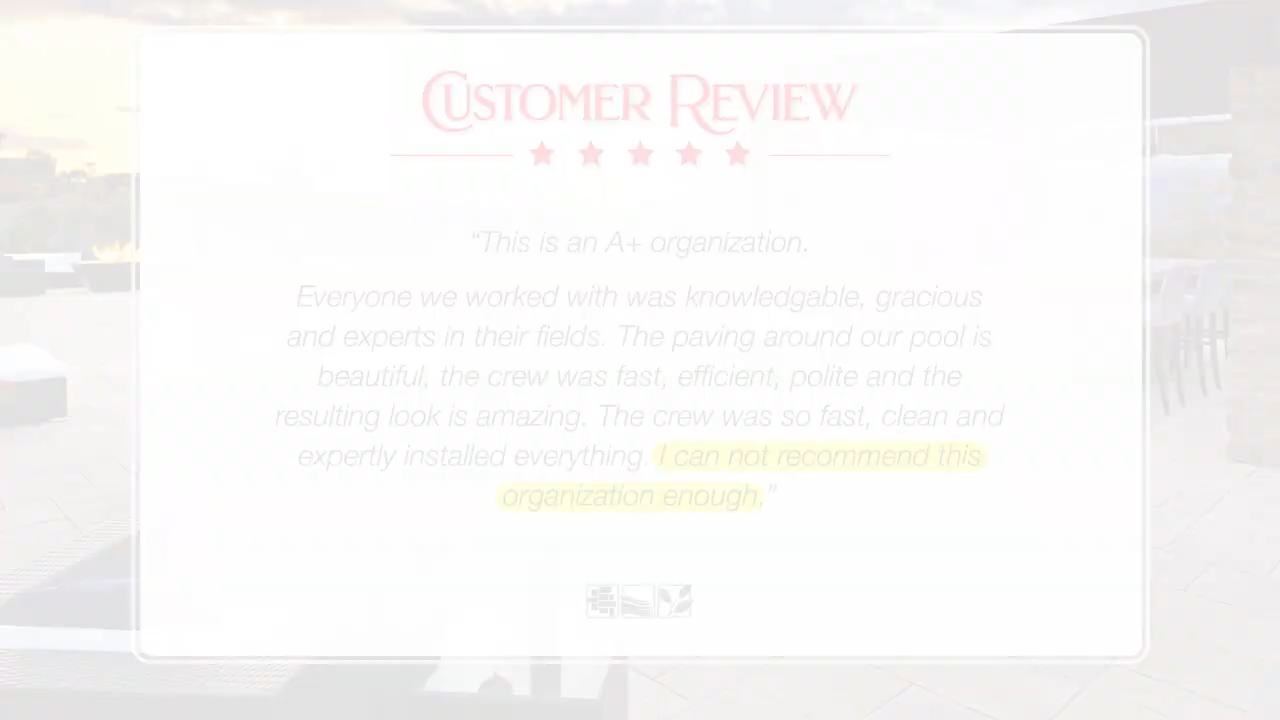 Customer Review
“This is an A+ organization.
Everyone we worked with was knowledgable, gracious
and experts in their fields. The paving around our pool is
beautiful, the crew was fast, efficient, polite and the
resulting look is amazing. The crew was so fast, clean and
expertly installed everything. I can not recommend this
organization enough.”